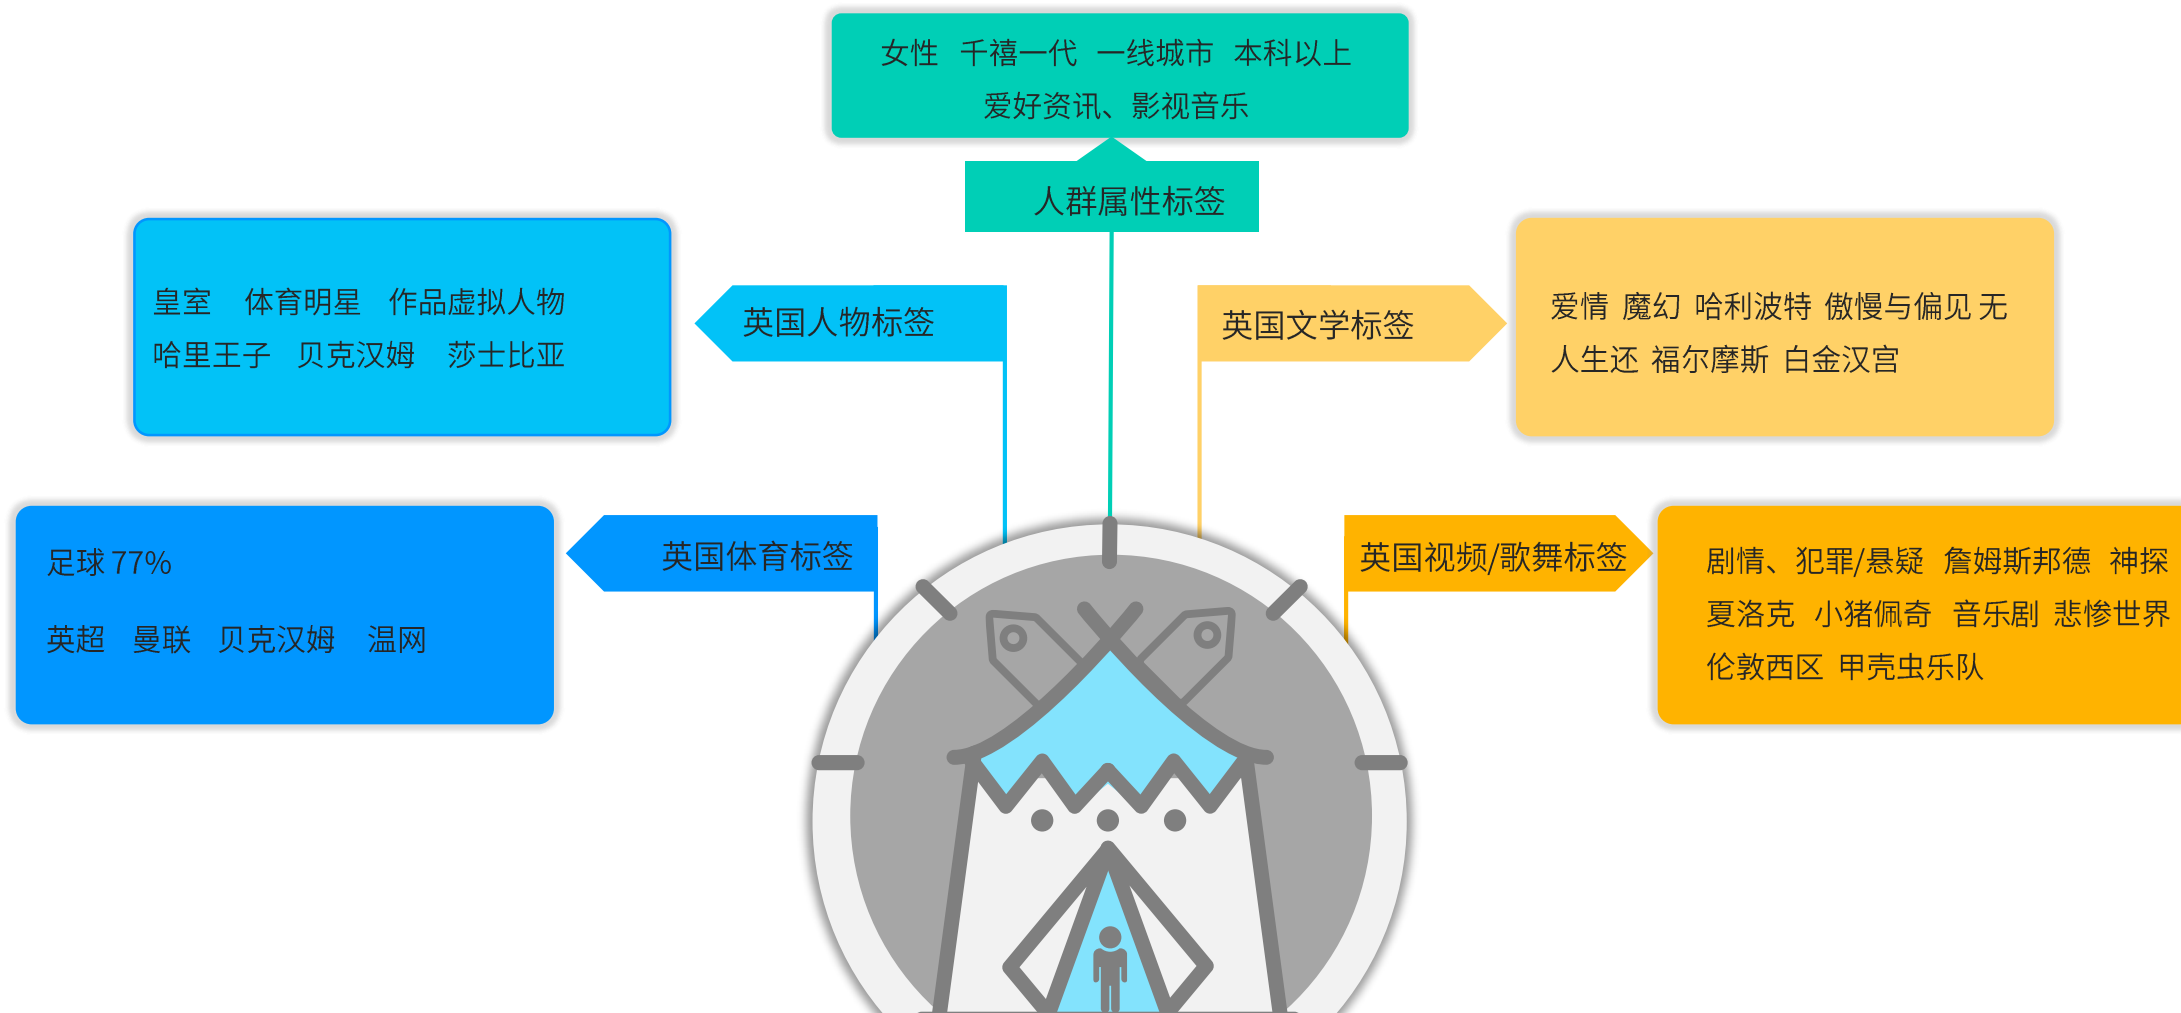 女性 千禧一代 一线城市 本科以上
爱好资讯、影视音乐
人群属性标签
皇室 体育明星 作品虚拟人物
哈里王子 贝克汉姆 莎士比亚
英国人物标签
英国文学标签
爱情 魔幻 哈利波特 傲慢与偏见 无
人生还 福尔摩斯 白金汉宫
足球 77%
英超 曼联 贝克汉姆 温网
英国体育标签
英国视频/歌舞标签
剧情、犯罪/悬疑 詹姆斯邦德 神探
夏洛克 小猪佩奇 音乐剧 悲惨世界
伦敦西区 甲壳虫乐队